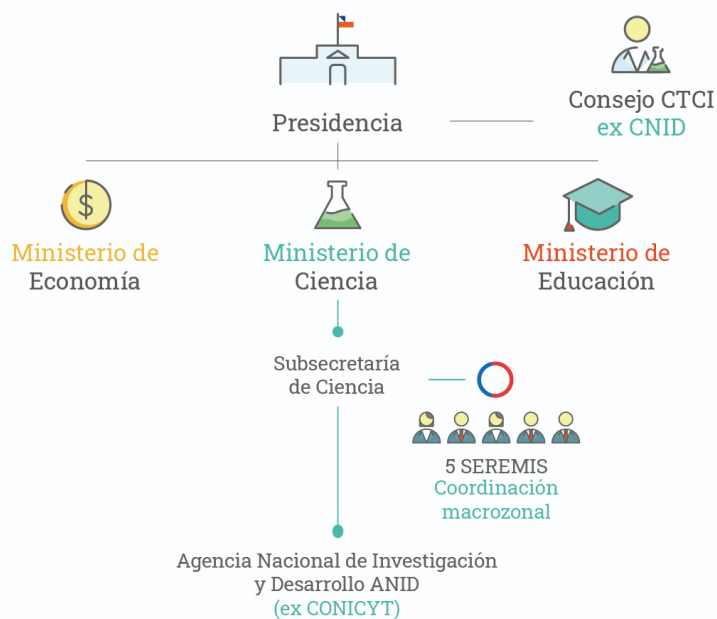 Presidencia
Consejo CTCI
ex CNID
$
Ministerio de
Economía
Ministerio de
Ciencia
Ministerio de
Educación
Subsecretaría
de Ciencia
5 SEREMIS
Coordinación
macrozonal
Agencia Nacional de Investigación
y Desarrollo ANID
(ex CONICYT)